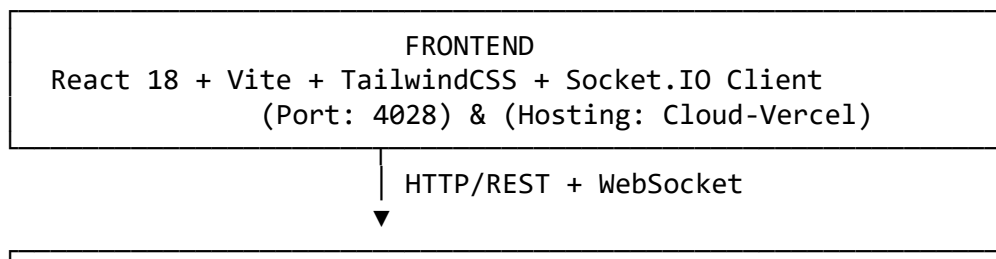 FRONTEND
React 18 + Vite + TailwindCSS + Socket.IO Client
(Port: 4028) & (Hosting: Cloud-Vercel)
HTTP/REST + WebSocket